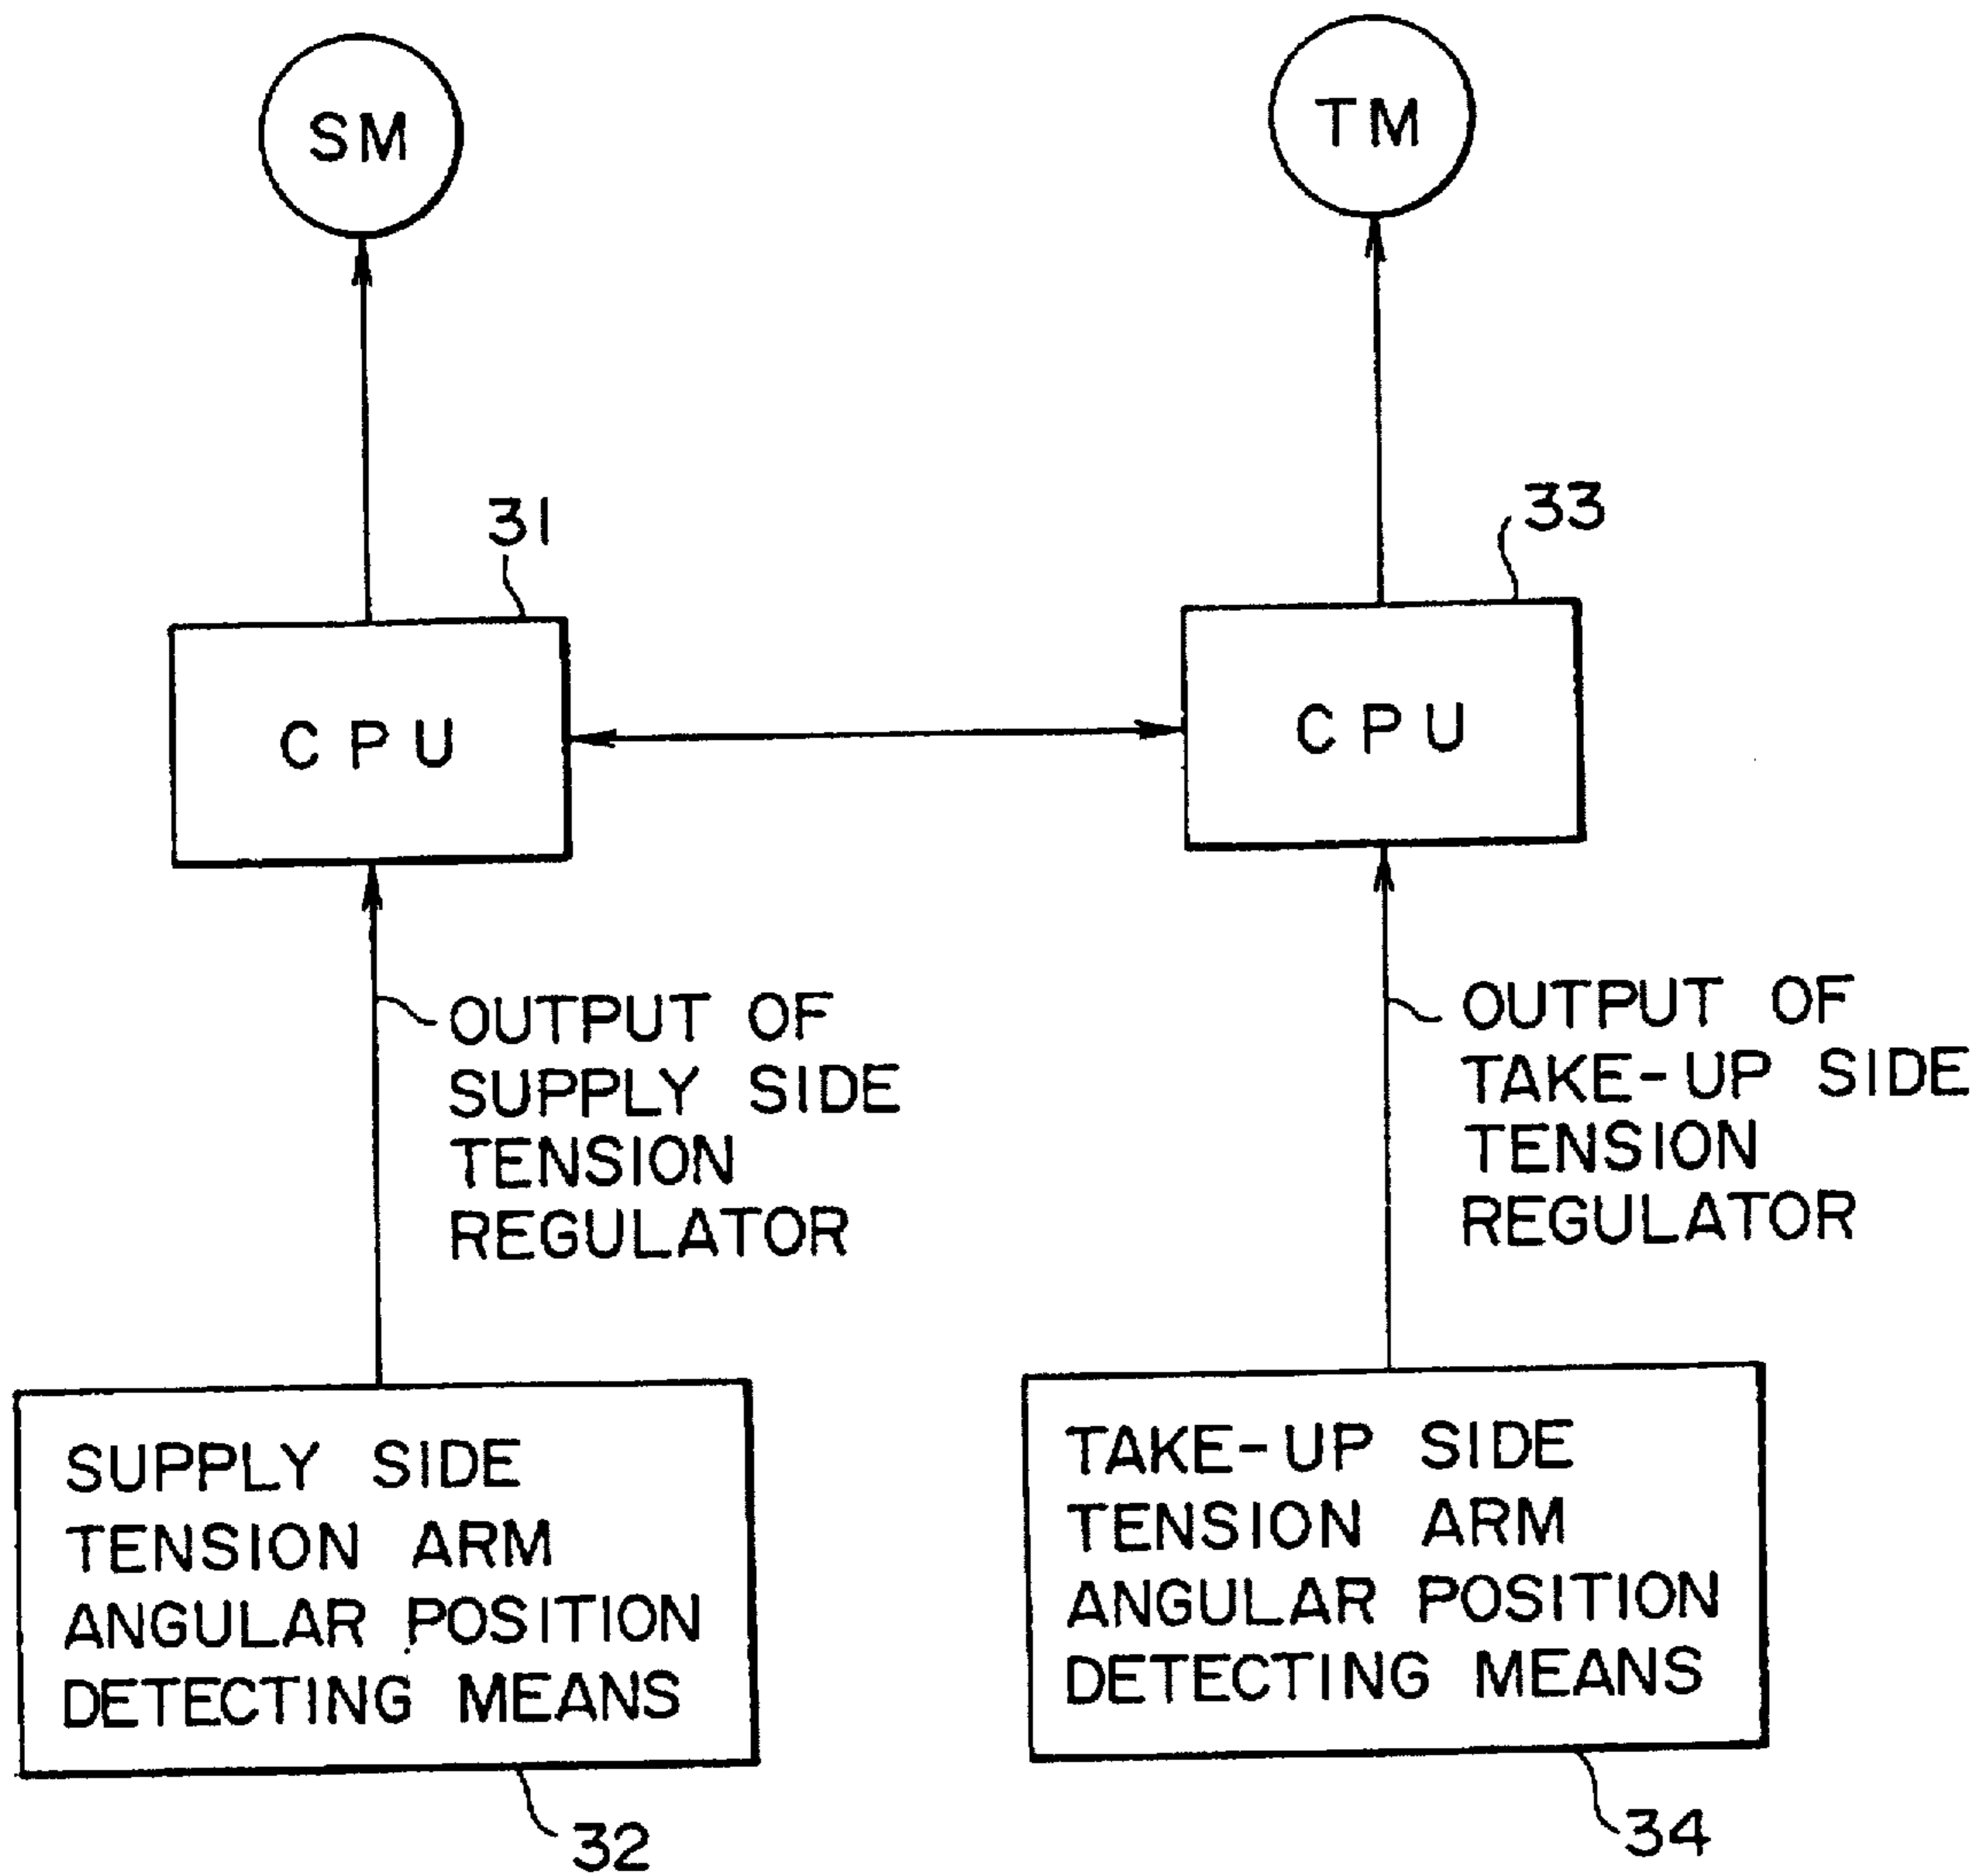 SM
TM
31
33
CPU
CPU
OUTPUT OF
SUPPLY SIDE
TENSION
REGULATOR
OUTPUT OF
TAKE-UP SIDE
TENSION
REGULATOR
SUPPLY SIDE
TENSION ARM
ANGULAR POSITION
DETECTING MEANS
TAKE-UP SIDE
TENSION ARM
ANGULAR POSITION
DETECTING MEANS
32
34